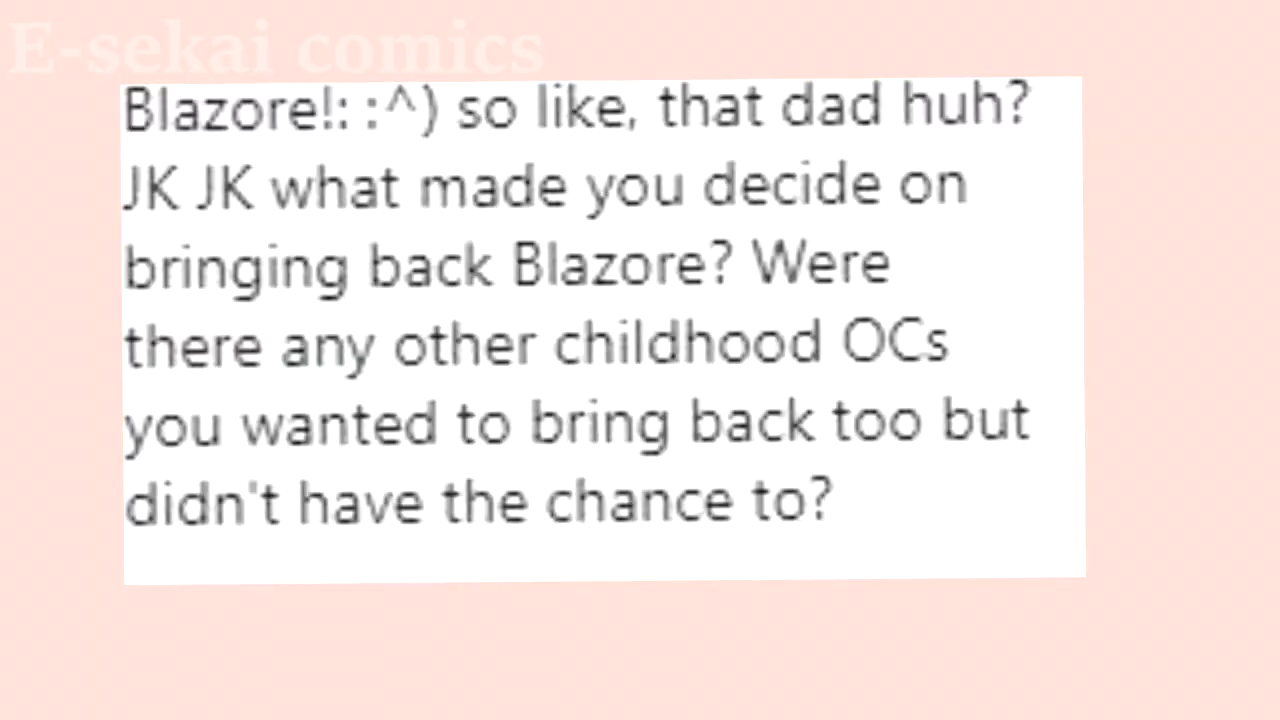 E-sekai comics
Blazore!: :^) so like, that dad huh?
JK JK what made you decide on
bringing back Blazore? Were
there any other childhood OCs
you wanted to bring back too but
didn't have the chance to?